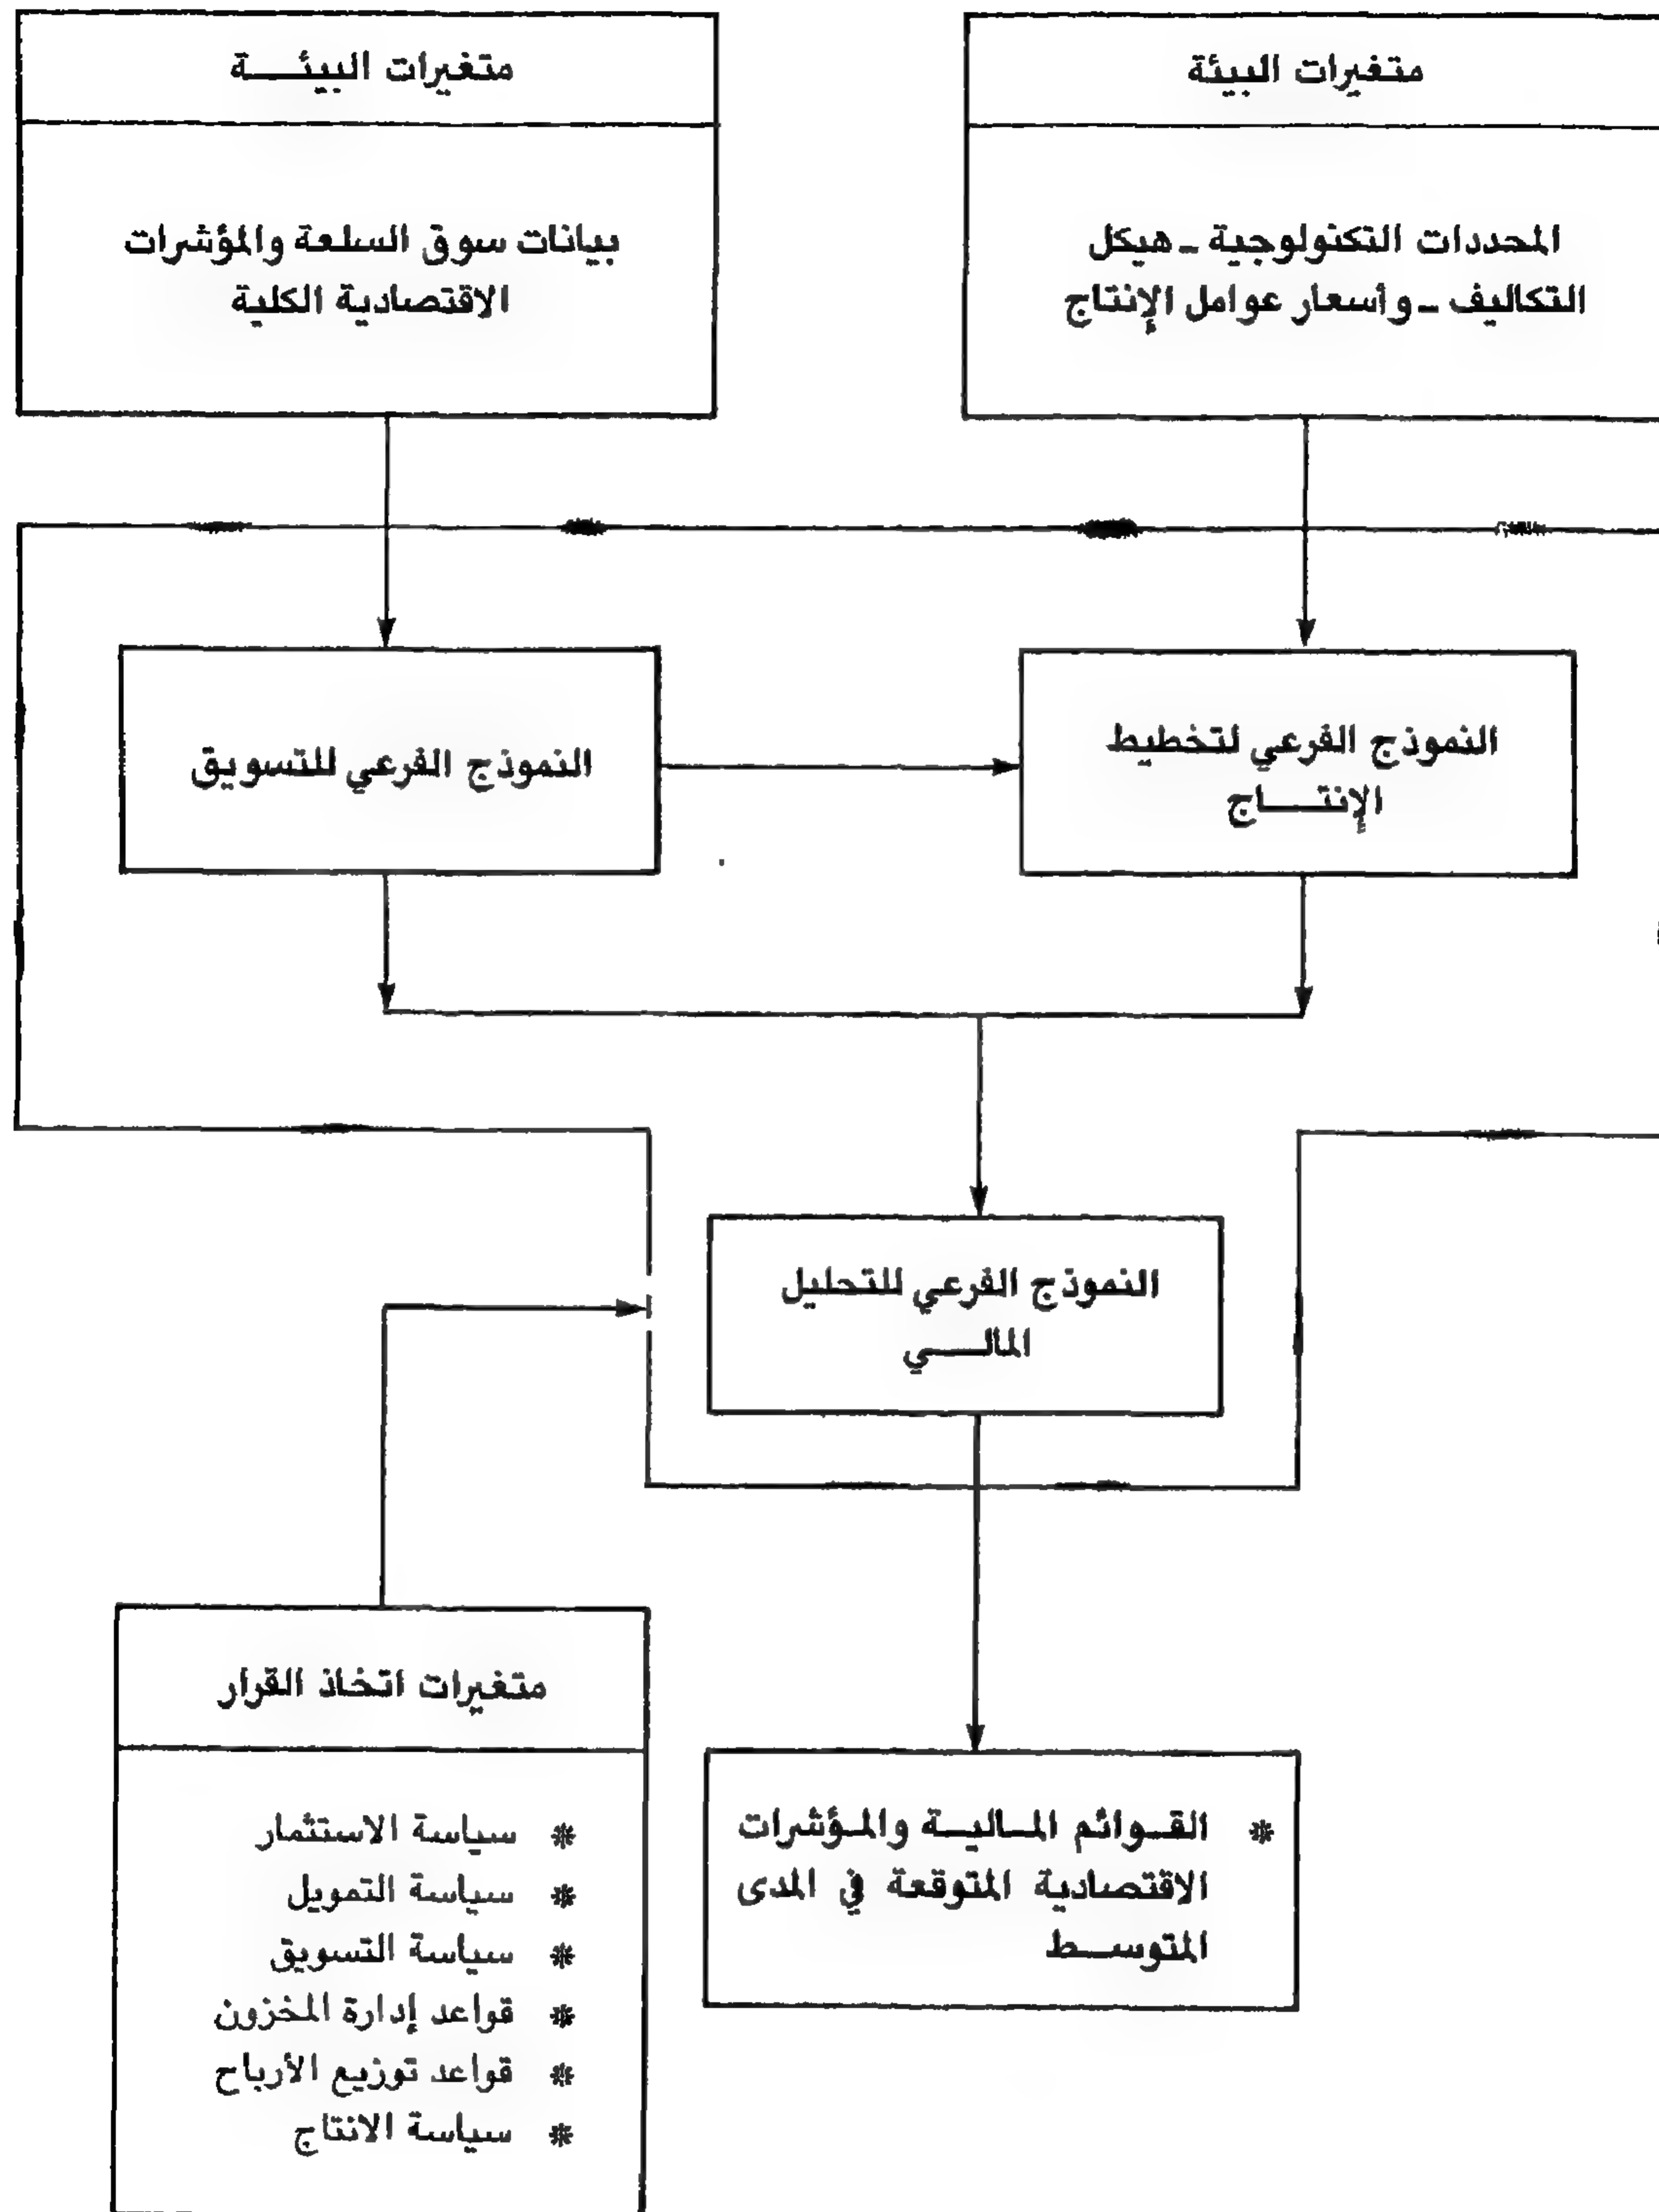 متغيرات البيئة
المحددات التكنولوجية ـ هيكل
التكاليف ـ وأسعار عوامل الإنتاج
متغيرات البيئـــة
بيانات سوق السلعة والمؤشرات
الاقتصادية الكلية
النموذج الفرعي لتخطيط
الإنتـــاج
النموذج الفرعي للتسويق
النموذج الفرعي للتحليل
المالـــي
* القـوائم المـاليـة والمـؤشرات
الاقتصادية المتوقعة في المدى
المتوســط
متغيرات اتخاذ القرار
* سياسة الاستثمار
* سياسة التمويل
* سياسة التسويق
* قواعد إدارة المخزون
* قواعد توزيع الأرباح
* سياسة الانتاج